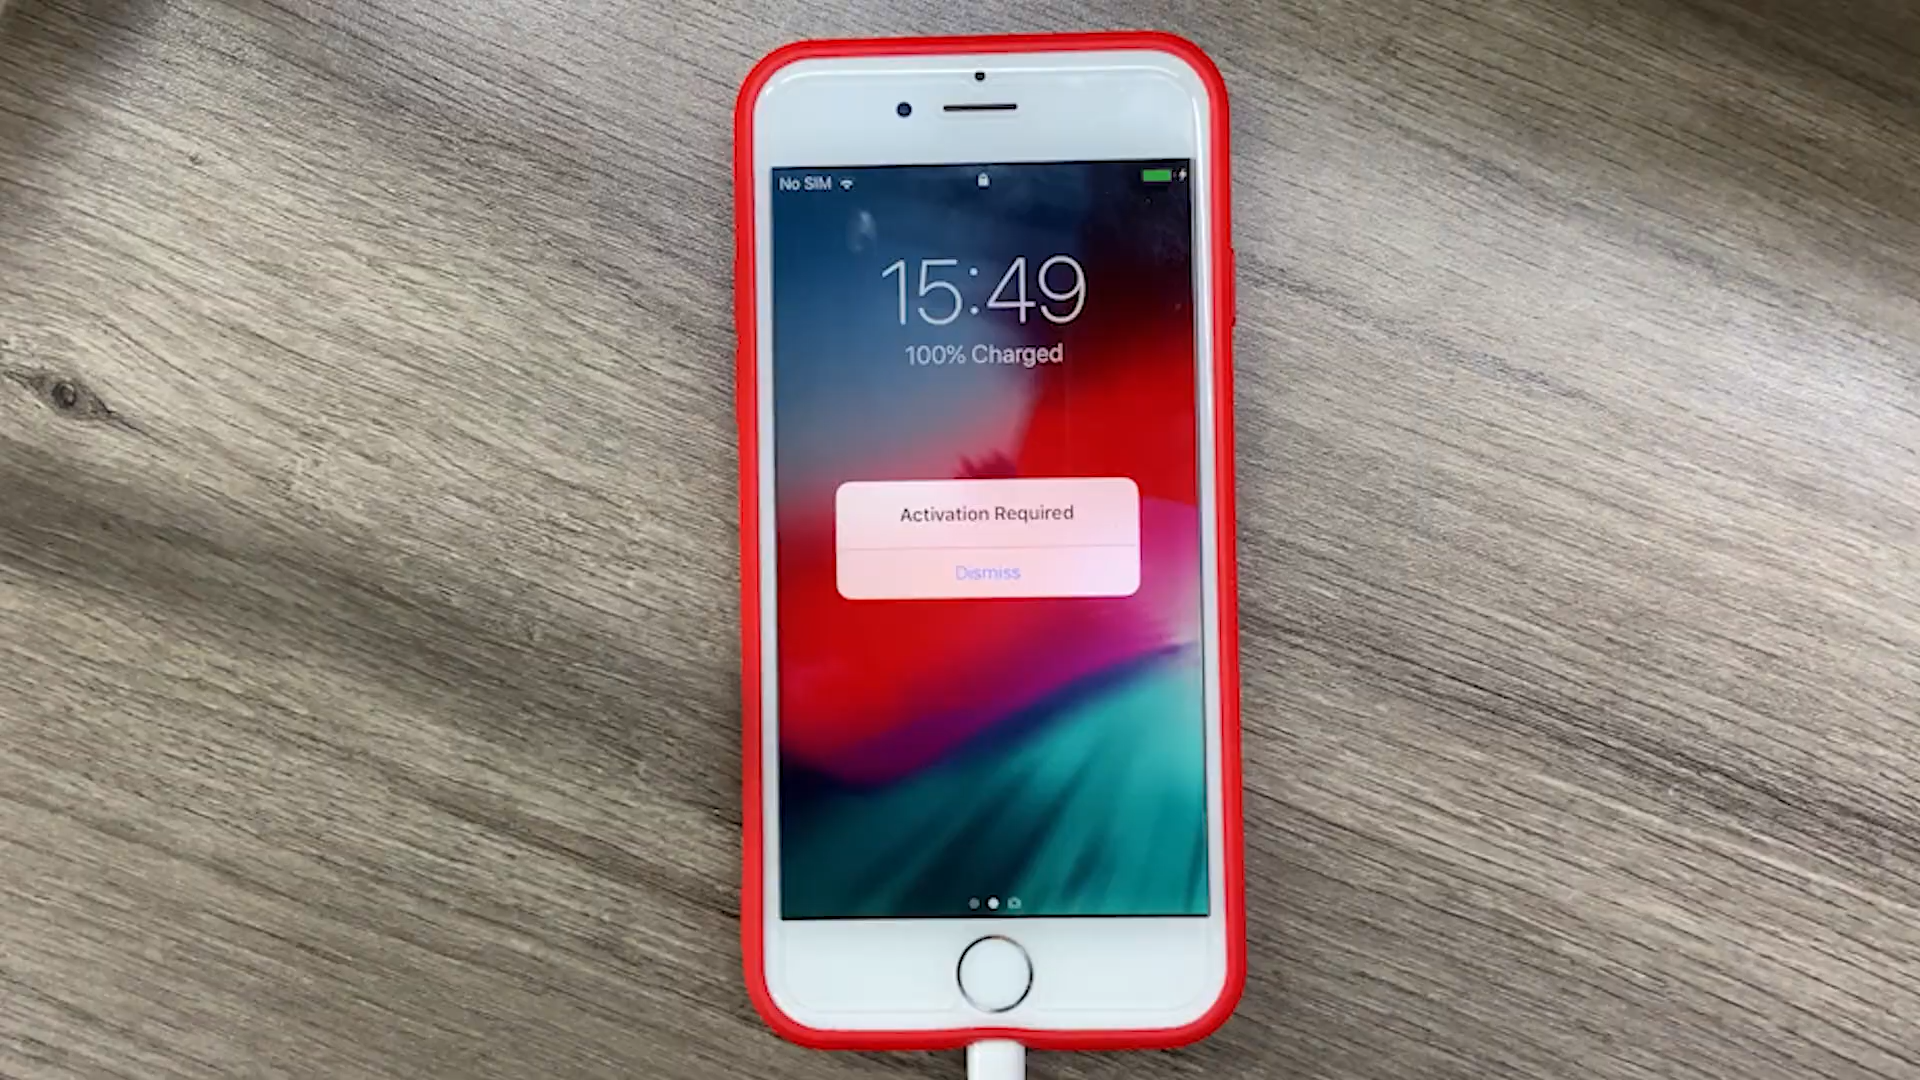 No SIM
15:49
100% Charged
Activation Required
Dismiss